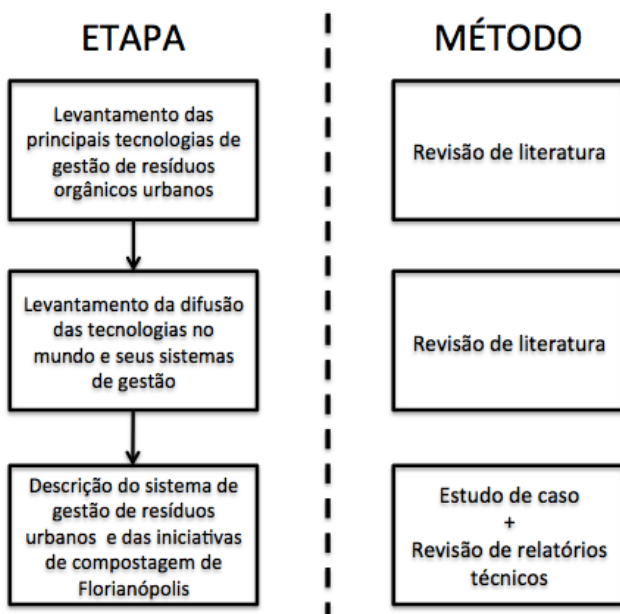 ETAPA
MÉTODO
Levantamento das
principais tecnologias de
gestão de resíduos
orgânicos urbanos
Revisão de literatura
Levantamento da difusão
das tecnologias no
mundo e seus sistemas
de gestão
Revisão de literatura
Descrição do sistema de
gestão de resíduos
urbanos e das iniciativas
de compostagem de
Florianópolis
Estudo de caso
+
Revisão de relatórios
técnicos